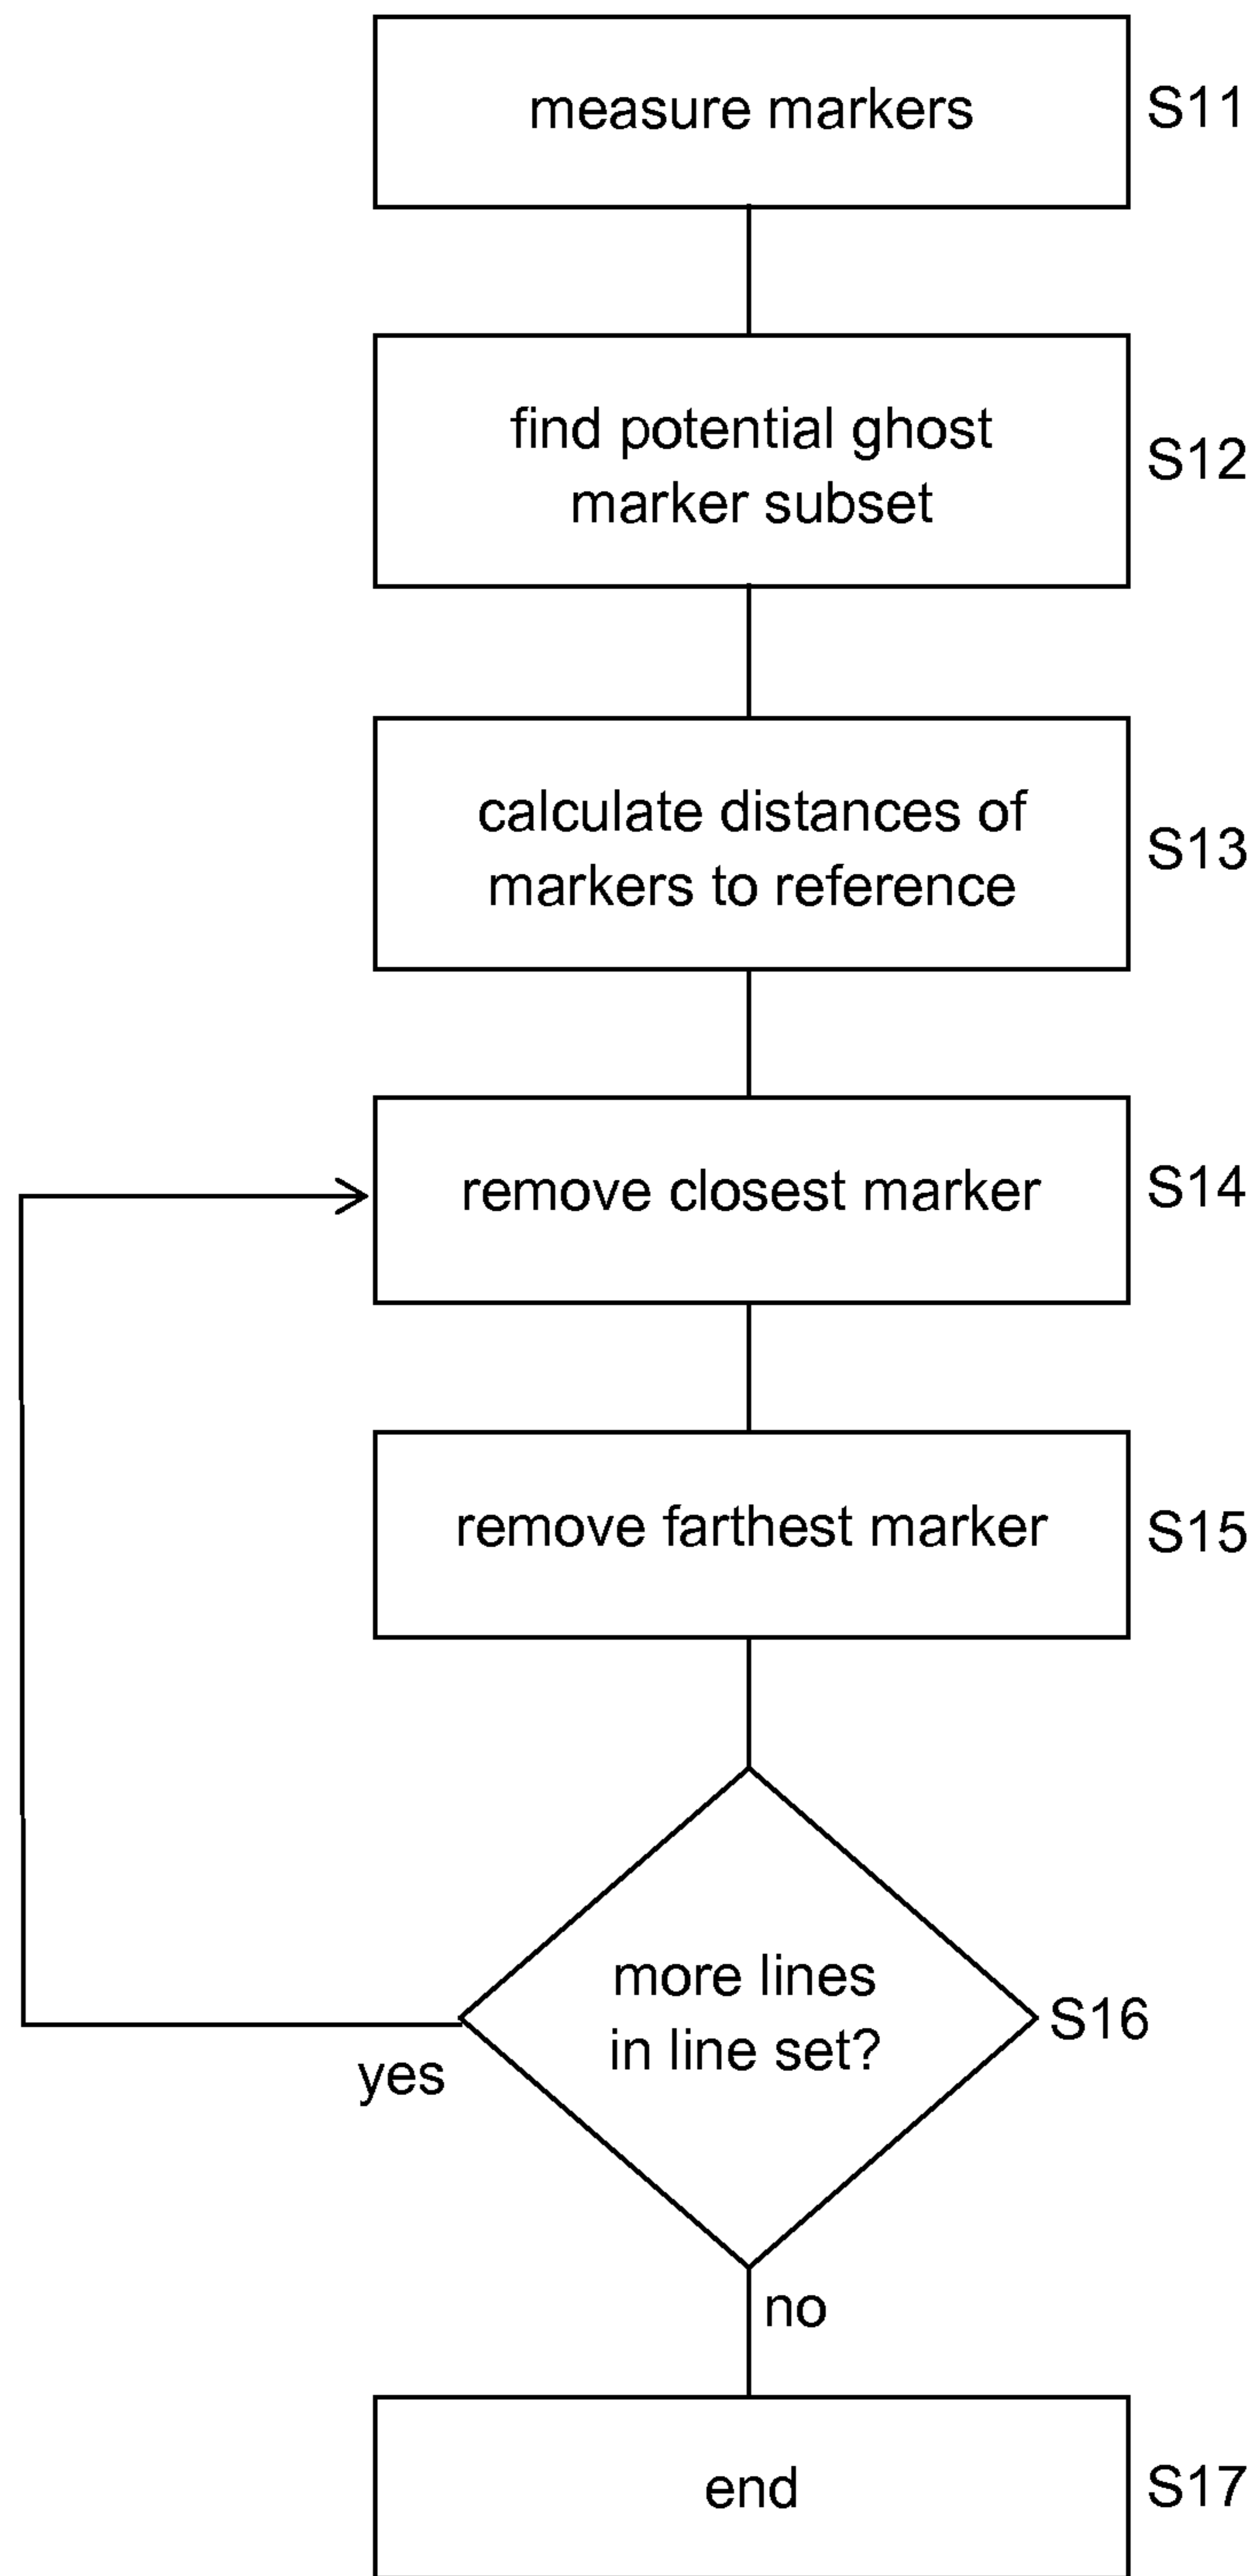 measure markers
S11
find potential ghost
marker subset
S12
calculate distances of
markers to reference
S13
remove closest marker
S14
remove farthest marker
S15
more lines
in line set?
S16
yes
no
end
S17